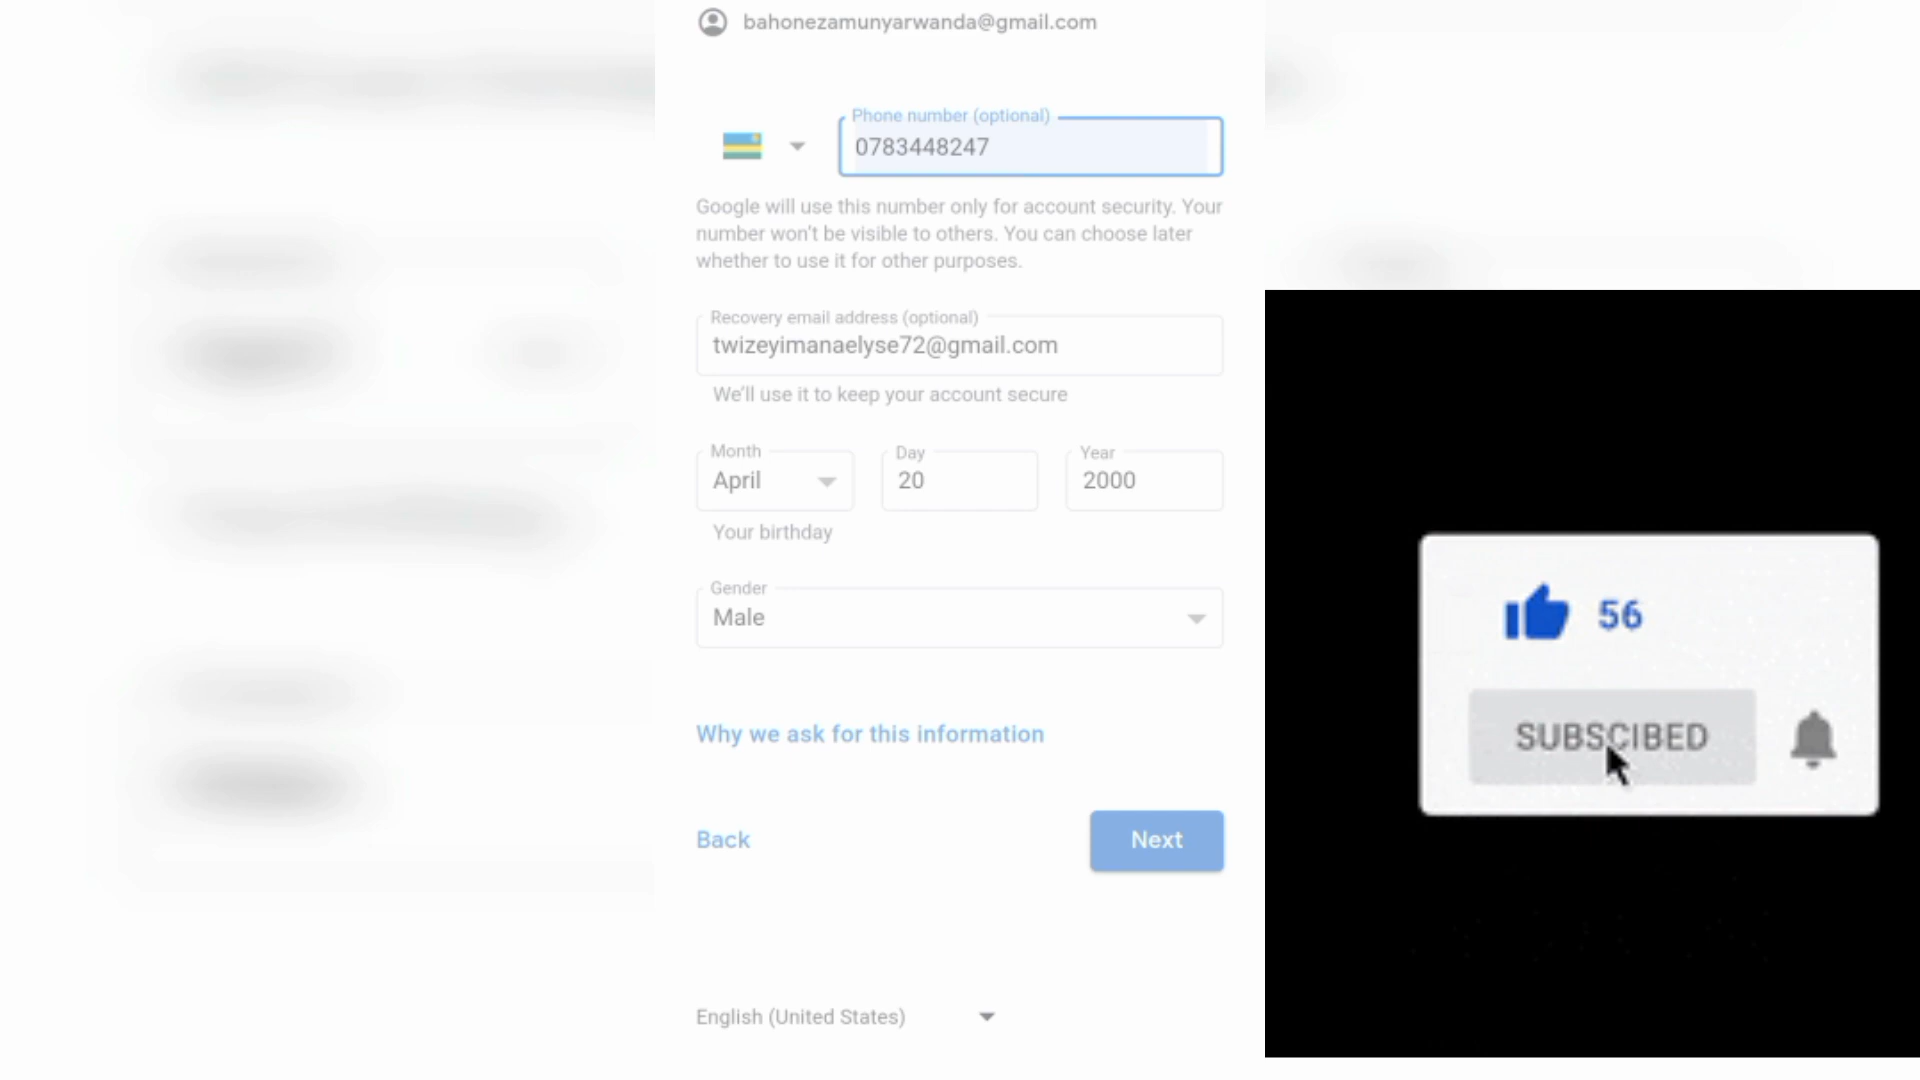 bahonezamunyarwanda@gmail.com
Phone number (optional)
0783448247
Google will use this number only for account security. Your
number won't be visible to others. You can choose later
whether to use it for other purposes.
Recovery email address (optional)
twizeyimanaelyse72@gmail.com
We'll use it to keep your account secure
Month
April
Day
20
Year
2000
Your birthday
Gender
Male
Why we ask for this information
Back
Next
English (United States)
56
SUBSCIBED